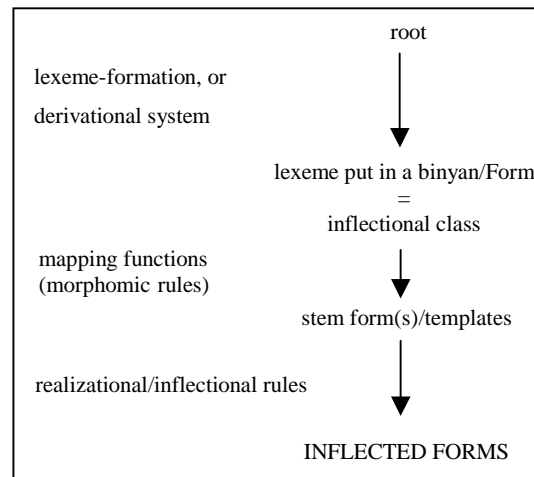 root
lexeme-formation, or
derivational system
lexeme put in a binyan/Form
=
inflectional class
mapping functions
(morphomic rules)
stem form(s)/templates
realizational/inflectional rules
INFLECTED FORMS